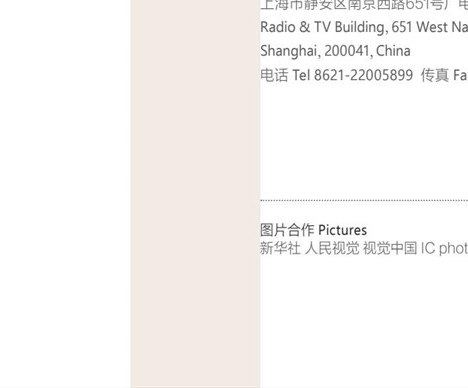 上海市静安区南京西路651号广电
Radio & TV Building, 651 West Na
Shanghai, 200041, China
电话 Tel 8621-22005899 传真 Fa
图片合作 Pictures
新华社 人民视觉 视觉中国 IC phot